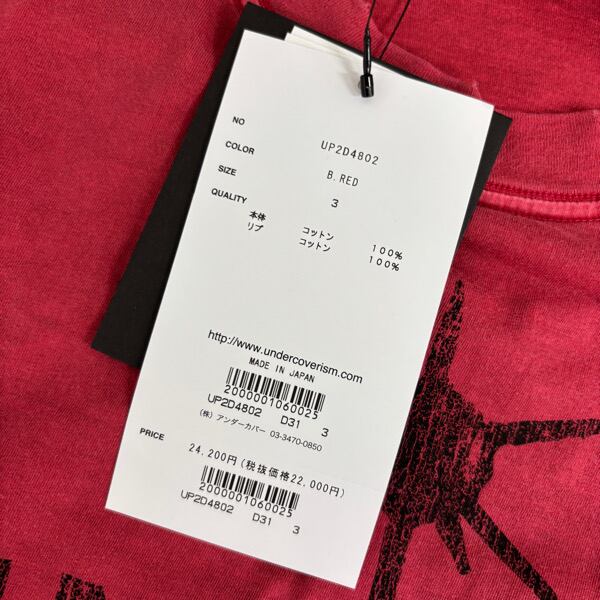 NO UP2D4802
COLOR B.RED
SIZE 3
QUALITY
本体 コットン 100%
リブ コットン 100%
http://www.undercoverism.com
MADE IN JAPAN
2000001060025
UP2D4802 D31 3
(株) アンダーカバー 03-3470-0850
PRICE 24,200円(税抜価格22,000円)
2000001060025
UP2D4802 D31 3